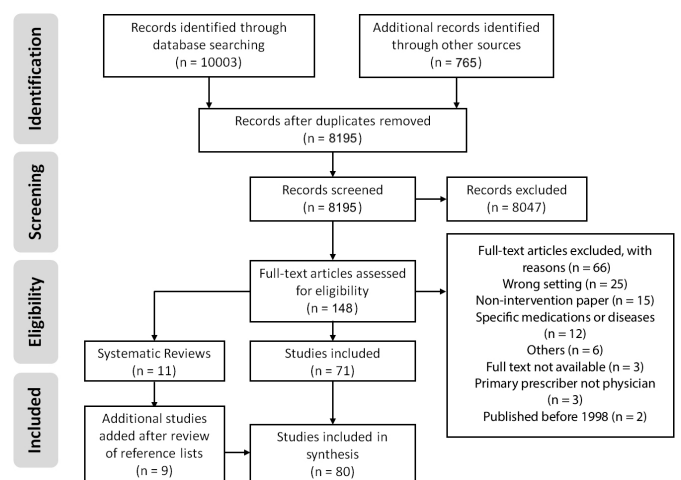 Identification
Records identified through
database searching
(n = 10003)
Additional records identified
through other sources
(n = 765)
Records after duplicates removed
(n = 8195)
Screening
Records screened
(n = 8195)
Records excluded
(n = 8047)
Eligibility
Full-text articles assessed
for eligibility
(n = 148)
Full-text articles excluded, with
reasons (n = 66)
Wrong setting (n = 25)
Non-intervention paper (n = 15)
Specific medications or diseases
(n = 12)
Others (n = 6)
Full text not available (n = 3)
Primary prescriber not physician
(n = 3)
Published before 1998 (n = 2)
Systematic Reviews
(n = 11)
Studies included
(n = 71)
Included
Additional studies
added after review
of reference lists
(n = 9)
Studies included in
synthesis
(n = 80)